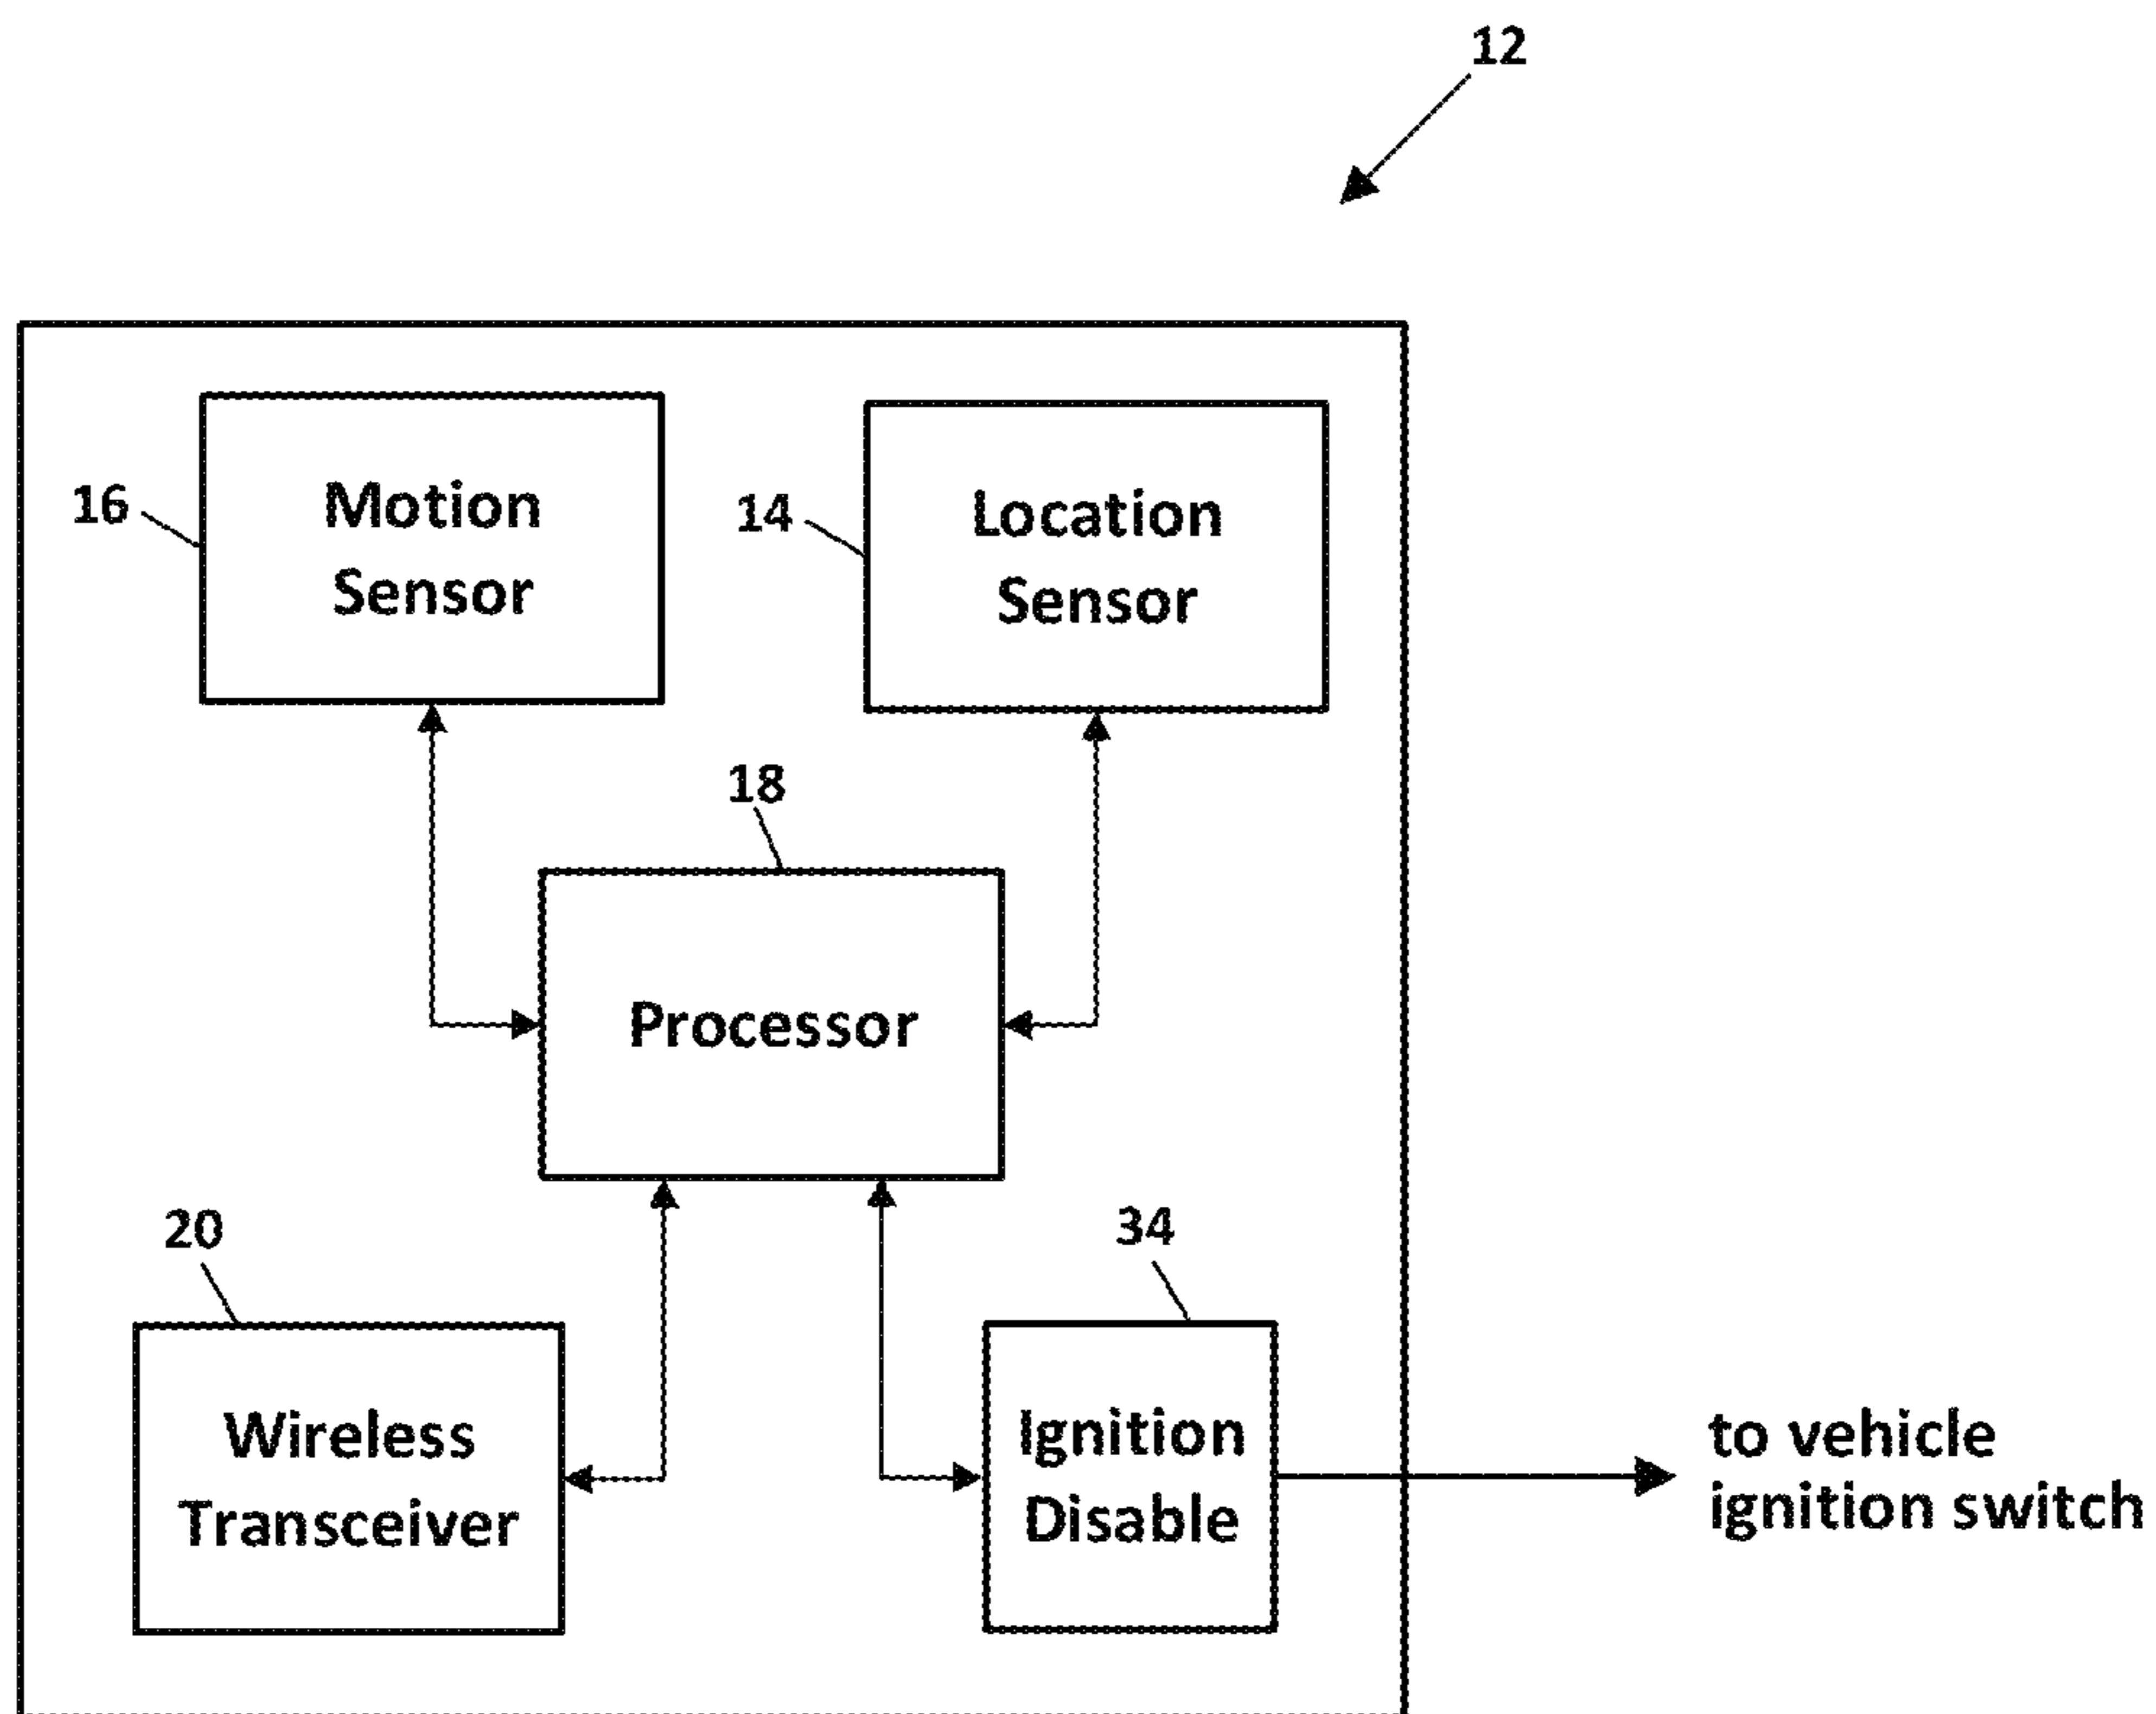 12
16
Motion
Sensor
14
Location
Sensor
18
Processor
20
Wireless
Transceiver
34
Ignition
Disable
to vehicle
ignition switch